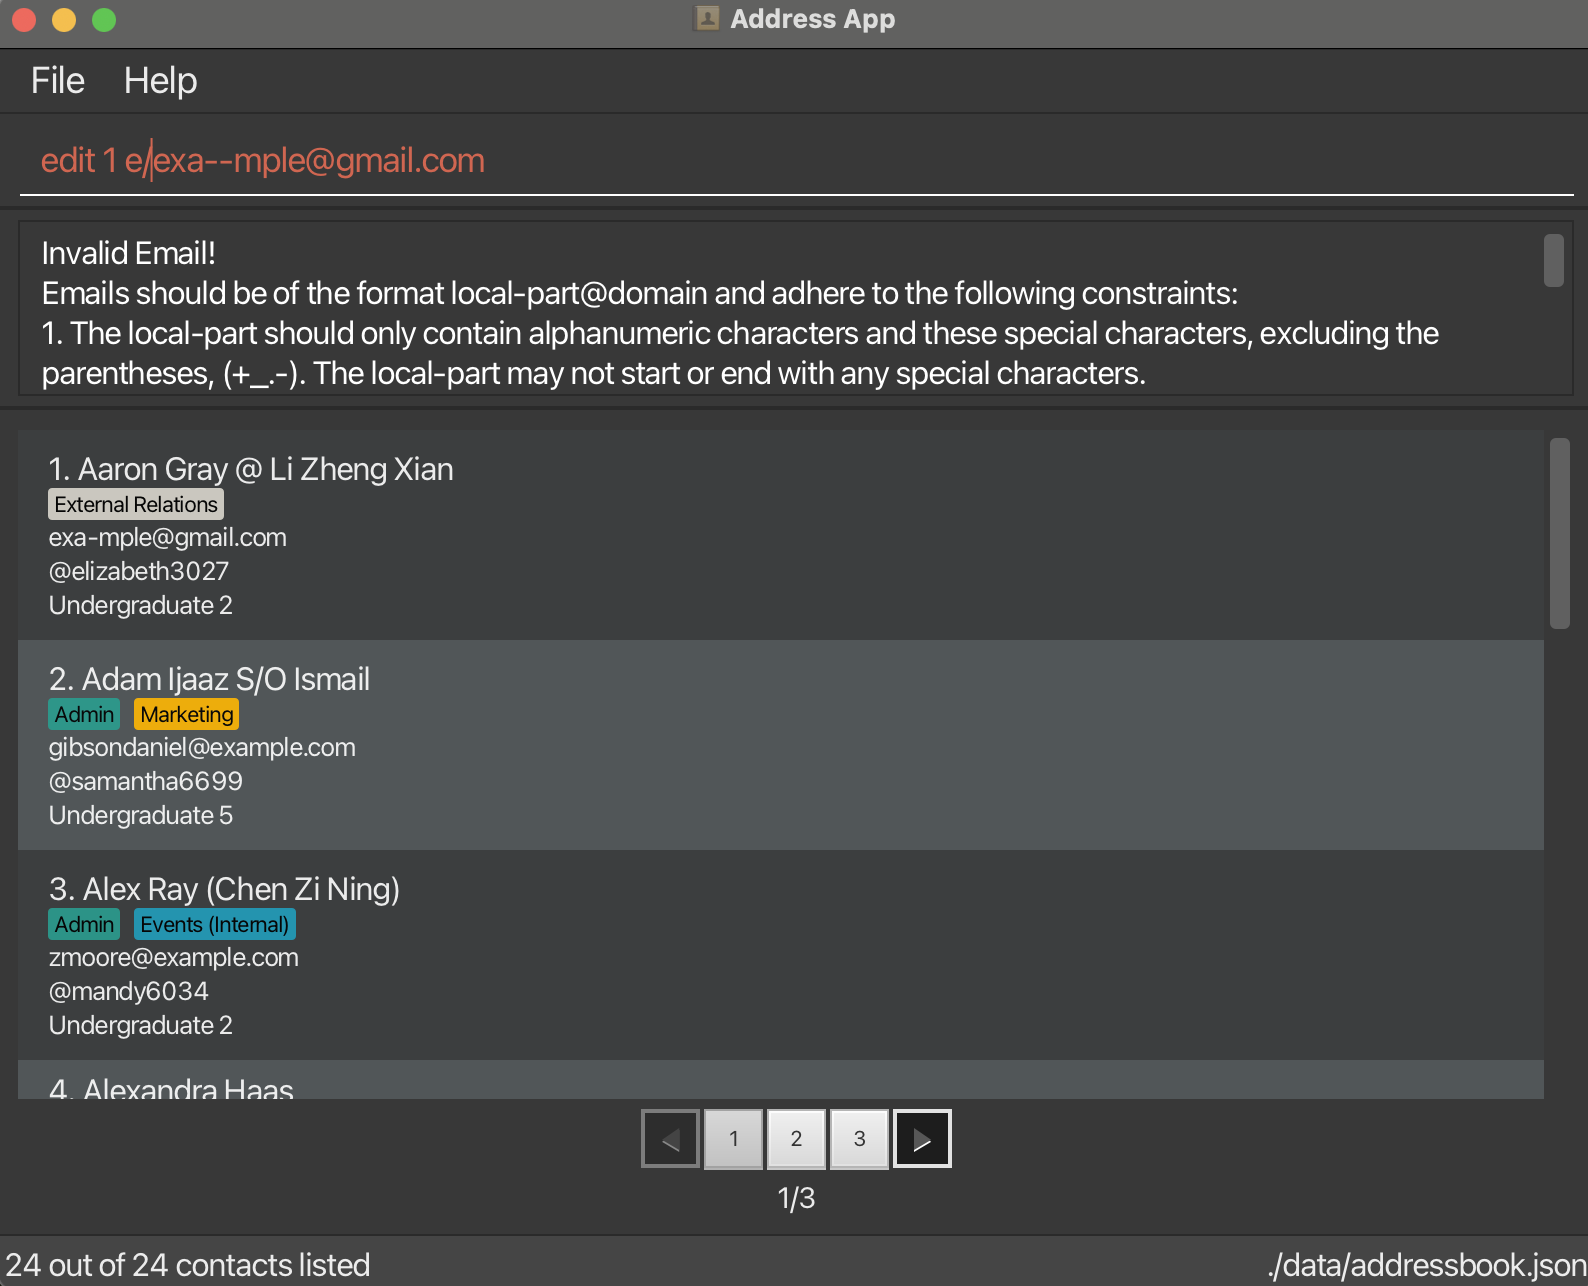 Address App
File Help
edit 1 e/exa--mple@gmail.com
Invalid Email!
Emails should be of the format local-part@domain and adhere to the following constraints:
1. The local-part should only contain alphanumeric characters and these special characters, excluding the
parentheses, (+_.-). The local-part may not start or end with any special characters.
1. Aaron Gray @ Li Zheng Xian
External Relations
exa-mple@gmail.com
@elizabeth3027
Undergraduate 2
2. Adam Ijaaz S/O Ismail
Admin Marketing
gibsondaniel@example.com
@samantha6699
Undergraduate 5
3. Alex Ray (Chen Zi Ning)
Admin Events (Internal)
zmoore@example.com
@mandy6034
Undergraduate 2
4. Alexandra Haas
1 2 3
1/3
24 out of 24 contacts listed ./data/addressbook.json